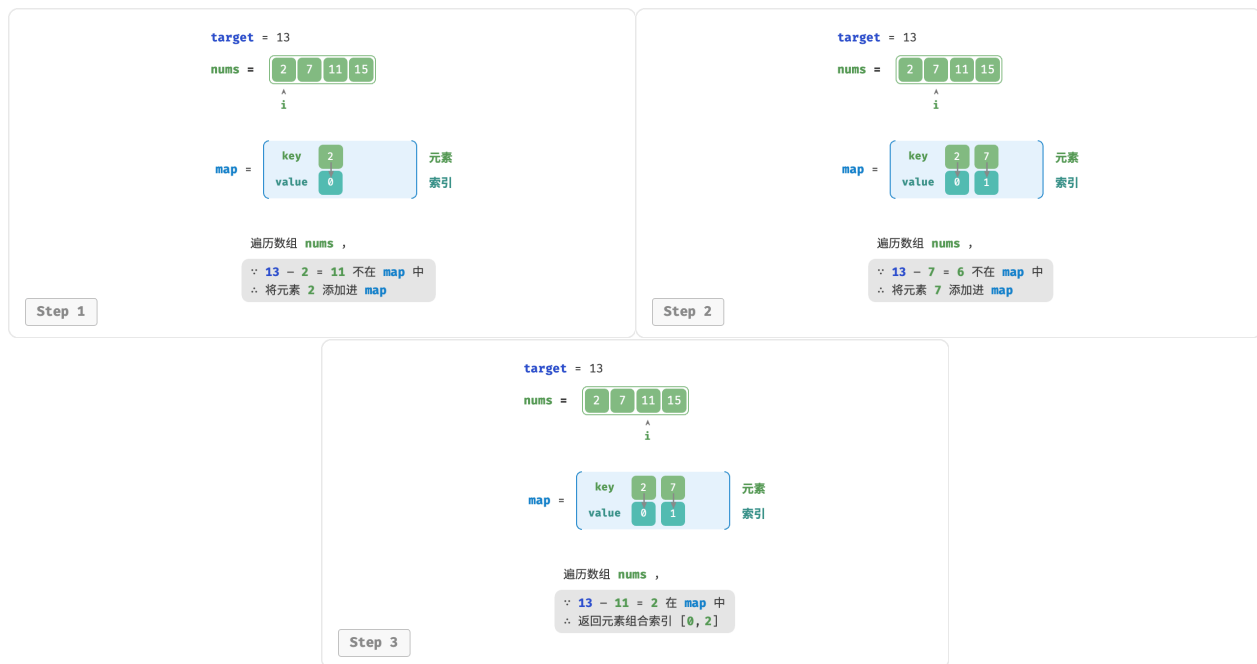 target = 13
nums = 2 7 11 15
i
key 2 元素
map =
value 0 索引
遍历数组 nums ,
∵ 13 − 2 = 11 不在 map 中
∴ 将元素 2 添加进 map
Step 1
target = 13
nums = 2 7 11 15
i
key 2 7 元素
map =
value 0 1 索引
遍历数组 nums ,
∵ 13 − 7 = 6 不在 map 中
∴ 将元素 7 添加进 map
Step 2
target = 13
nums = 2 7 11 15
i
key 2 7 元素
map =
value 0 1 索引
遍历数组 nums ,
∵ 13 − 11 = 2 在 map 中
∴ 返回元素组合索引 [0,2]
Step 3